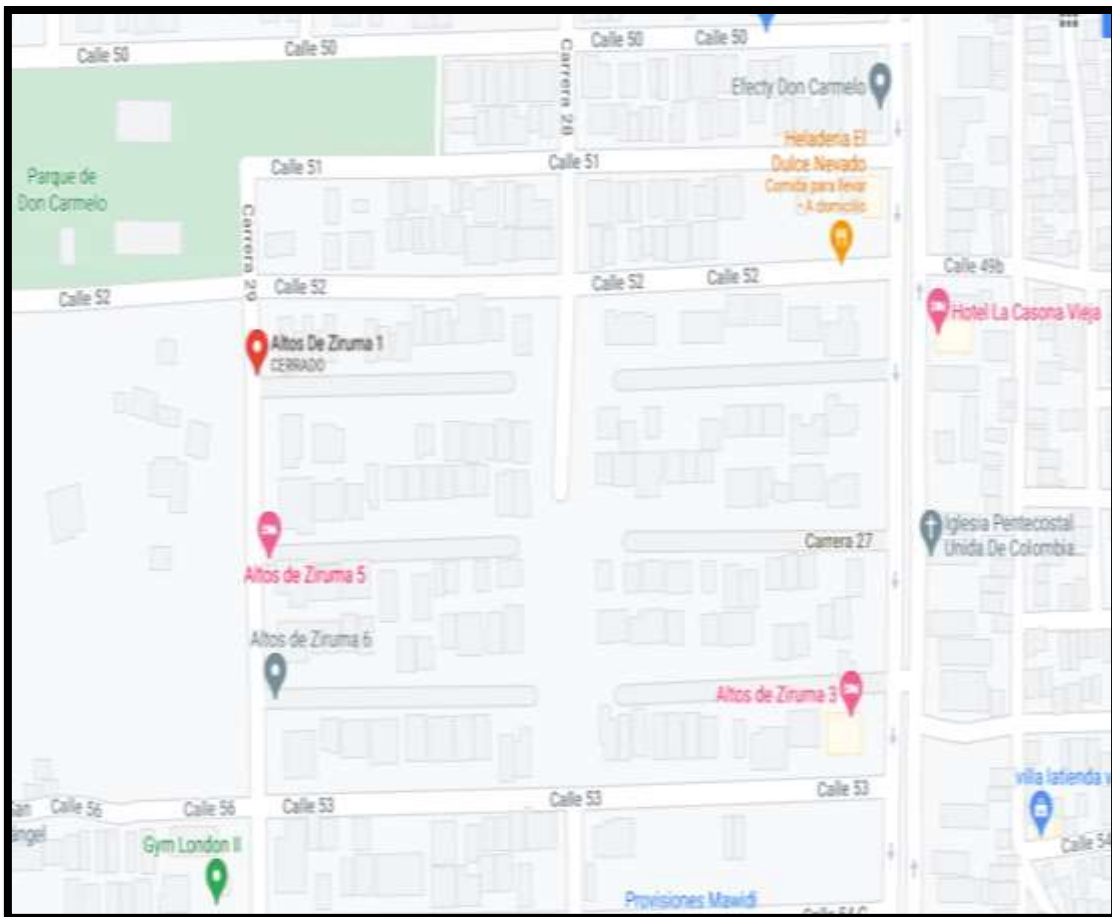 Calle 50
Calle 50
Calle 50
Calle 50
Carrera 28
Efecty Don Carmelo
Heladeria El
Dulce Nevado
Comida para llevar
• A domicilio
Calle 51
Calle 51
Parque de
Don Carmelo
Carrera 29
Calle 52
Calle 52
Calle 52
Calle 52
Calle 49b
Hotel La Casona Vieja
Altos De Ziruma 1
CERRADO
Iglesia Pentecostal
Unida De Colombia...
Carrera 27
Altos de Ziruma 5
Altos de Ziruma 6
Altos de Ziruma 3
villa latienda
Calle 56
Calle 56
Calle 53
Calle 53
Calle 53
Gym London II
Calle 54
Provisiones Mawidi